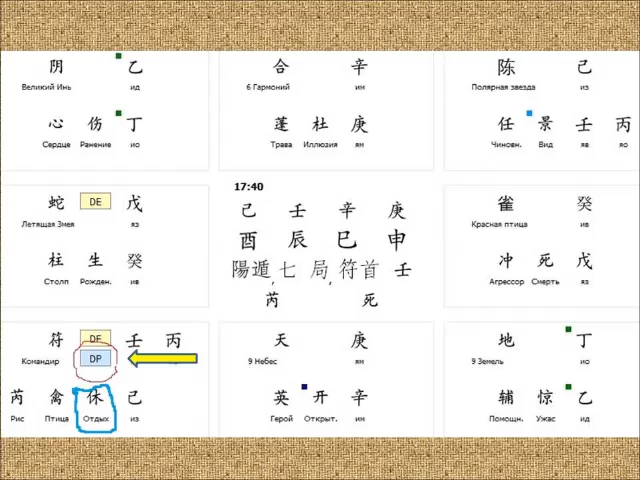 阴 乙
Великий Инь ид
心 伤 丁
Сердце Ранение ио
合 辛
6 Гармоний им
蓬 杜 庚
Трава Иллюзия ям
陈 己
Полярная звезда из
任 景 壬 丙
Чиновн. Вид яв яо
蛇 DE 戊
Летящая Змея яз
柱 生 癸
Столп Рожден. ив
17:40
己 壬 辛 庚
酉 辰 巳 申
陽遁,七 局,符首 壬
芮 死
雀 癸
Красная птица ив
冲 死 戊
Агрессор Смерть яз
符 DE 壬 丙
DP
Командир
芮 禽 休 己
Рис Птица Отдых из
天 庚
9 Небес ям
英 开 辛
Герой Открыт. им
地 丁
9 Земель ио
辅 惊 乙
Помощн. Ужас ид